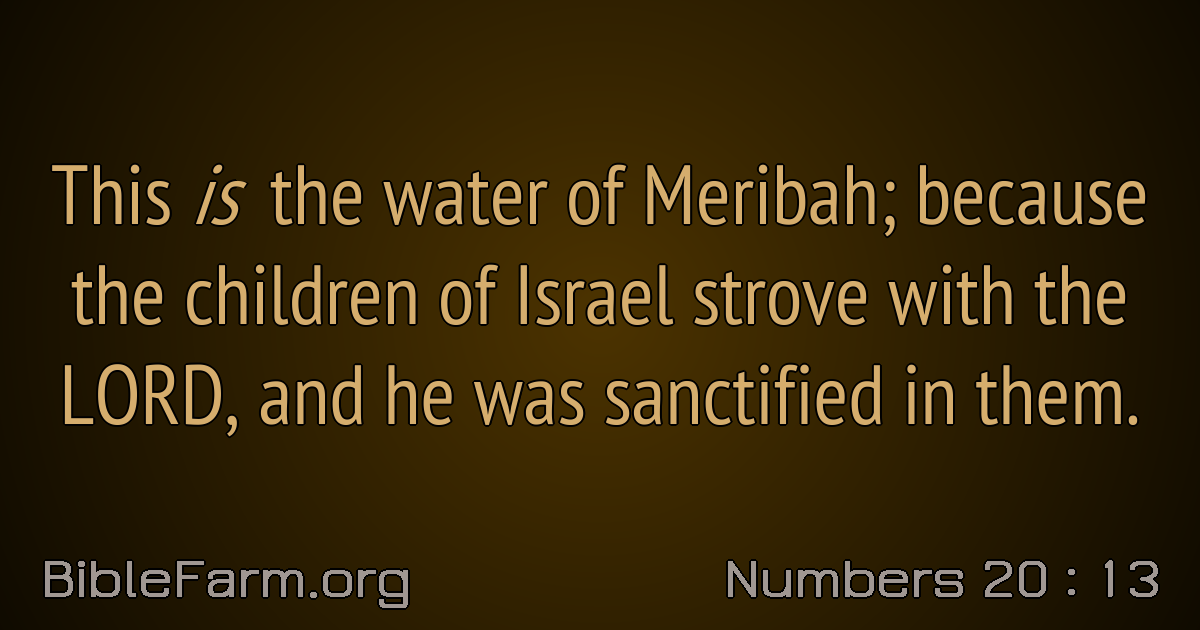 This is the water of Meribah; because
the children of Israel strove with the
LORD, and he was sanctified in them.
BibleFarm.org
Numbers 20 : 13